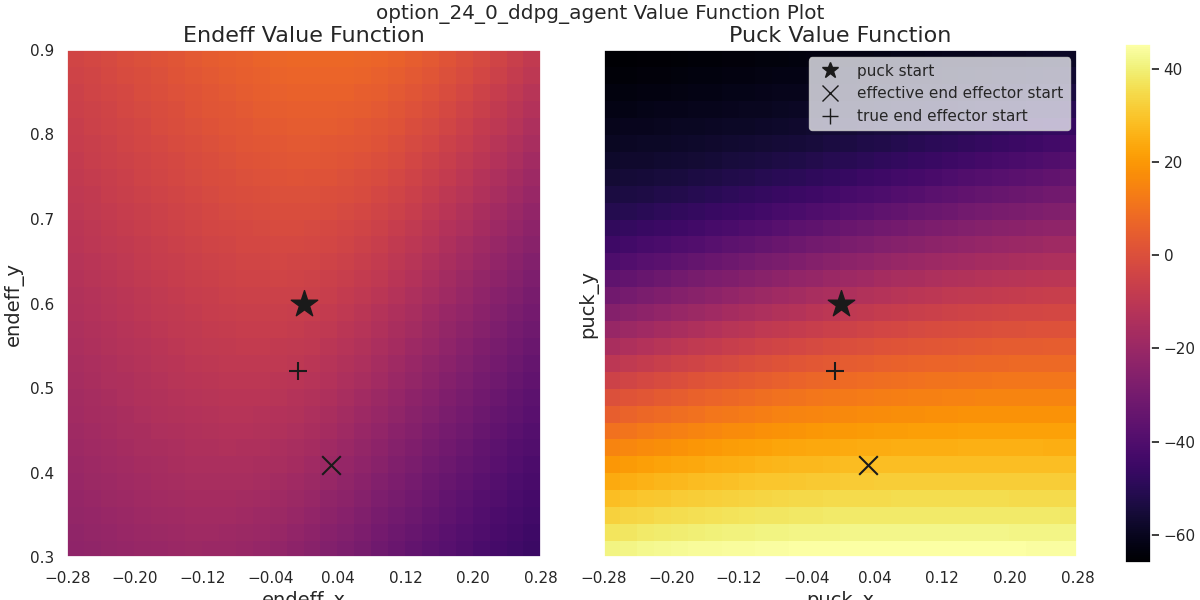 option_24_0_ddpg_agent Value Function Plot
Endeff Value Function
Puck Value Function
puck start
effective end effector start
true end effector start
endeff_y
0.9
0.8
0.7
0.6
0.5
0.4
0.3
−0.28 −0.20 −0.12 −0.04 0.04 0.12 0.20 0.28
endeff_x
puck_y
−0.28 −0.20 −0.12 −0.04 0.04 0.12 0.20 0.28
puck_x
40
20
0
−20
−40
−60